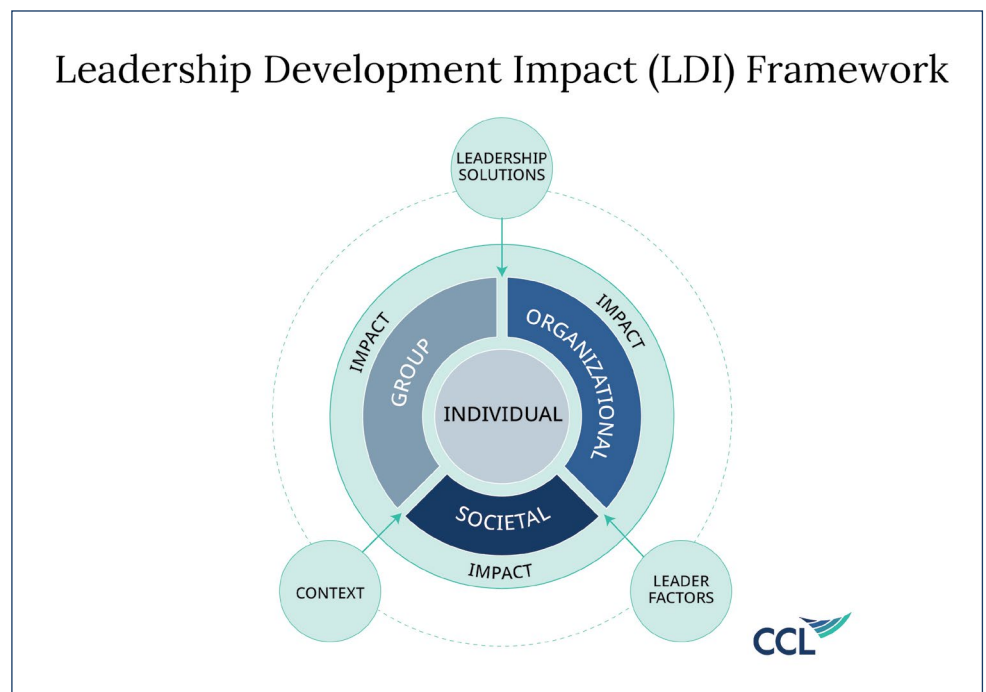 Leadership Development Impact (LDI) Framework
LEADERSHIP
SOLUTIONS
IMPACT
IMPACT
GROUP
ORGANIZATIONAL
INDIVIDUAL
SOCIETAL
IMPACT
CONTEXT
LEADER
FACTORS
CCL